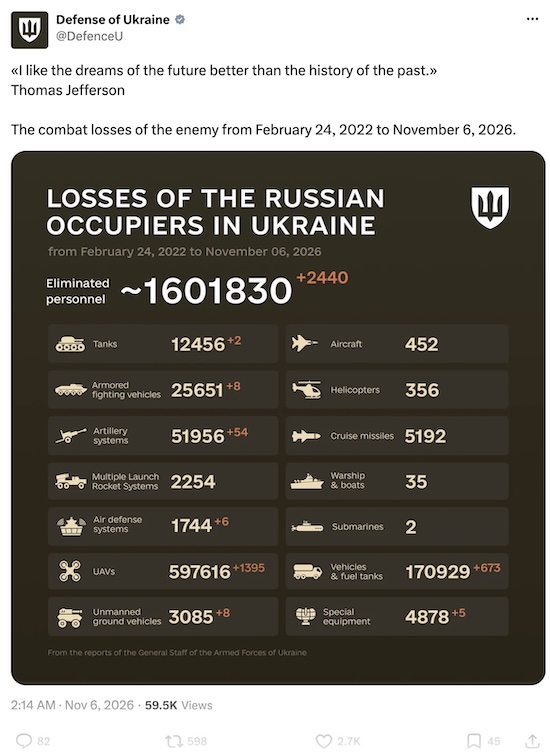 Defense of Ukraine
@DefenceU
«I like the dreams of the future better than the history of the past.»
Thomas Jefferson
The combat losses of the enemy from February 24, 2022 to November 6, 2026.
LOSSES OF THE RUSSIAN
OCCUPIERS IN UKRAINE
from February 24, 2022 to November 06, 2026
Eliminated
personnel
~1601830 +2440
Tanks 12456 +2
Aircraft 452
Armored
fighting vehicles 25651 +8
Helicopters 356
Artillery
systems 51956 +54
Cruise missiles 5192
Multiple Launch
Rocket Systems 2254
Warship
& boats 35
Air defense
systems 1744 +6
Submarines 2
UAVs 597616 +1395
Vehicles
& fuel tanks 170929 +673
Unmanned
ground vehicles 3085 +8
Special
equipment 4878 +5
From the reports of the General Staff of the Armed Forces of Ukraine
2:14 AM · Nov 6, 2026 · 59.5K Views
82 598 2.7K 45